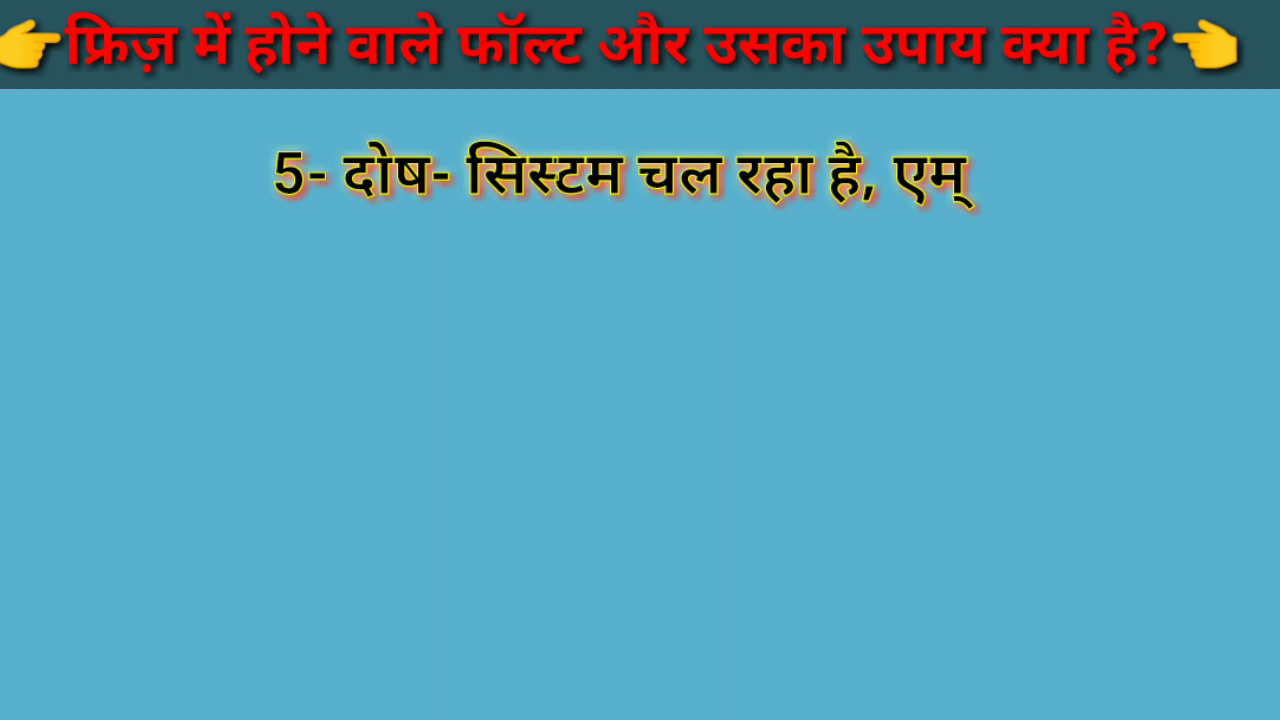 👉फ्रिज़ में होने वाले फॉल्ट और उसका उपाय क्या है?👈
5- दोष- सिस्टम चल रहा है, एम्